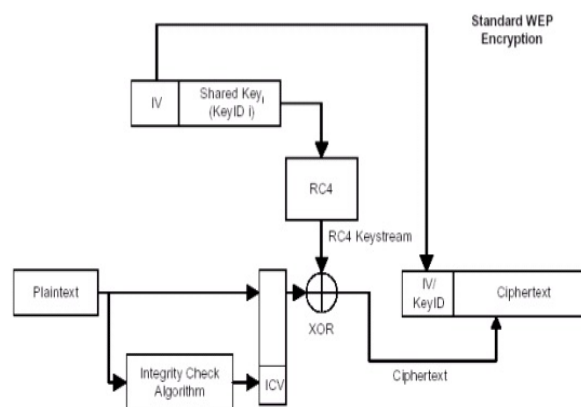 Standard WEP
Encryption
IV
Shared Keyi
(KeyID i)
RC4
RC4 Keystream
Plaintext
IV/
KeyID
Ciphertext
XOR
Integrity Check
Algorithm
ICV
Ciphertext